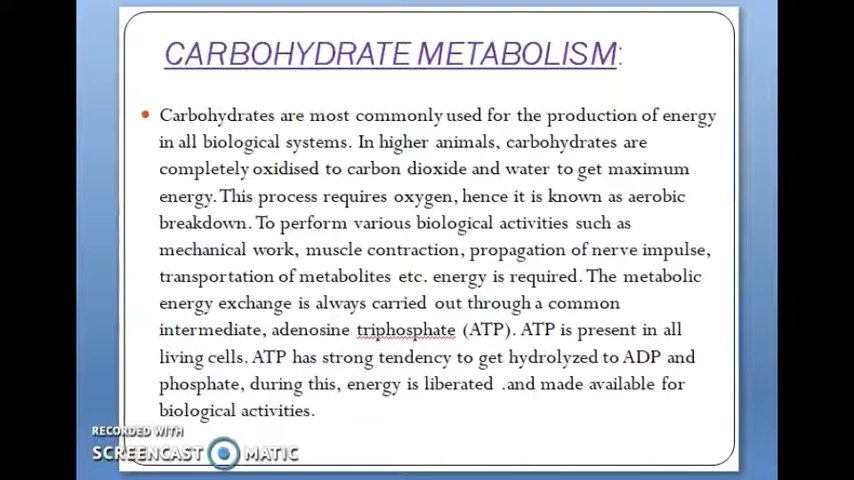 CARBOHYDRATE METABOLISM:
• Carbohydrates are most commonly used for the production of energy
in all biological systems. In higher animals, carbohydrates are
completely oxidised to carbon dioxide and water to get maximum
energy. This process requires oxygen, hence it is known as aerobic
breakdown. To perform various biological activities such as
mechanical work, muscle contraction, propagation of nerve impulse,
transportation of metabolites etc. energy is required. The metabolic
energy exchange is always carried out through a common
intermediate, adenosine triphosphate (ATP). ATP is present in all
living cells. ATP has strong tendency to get hydrolyzed to ADP and
phosphate, during this, energy is liberated .and made available for
biological activities.
RECORDED WITH
SCREENCAST MATIC